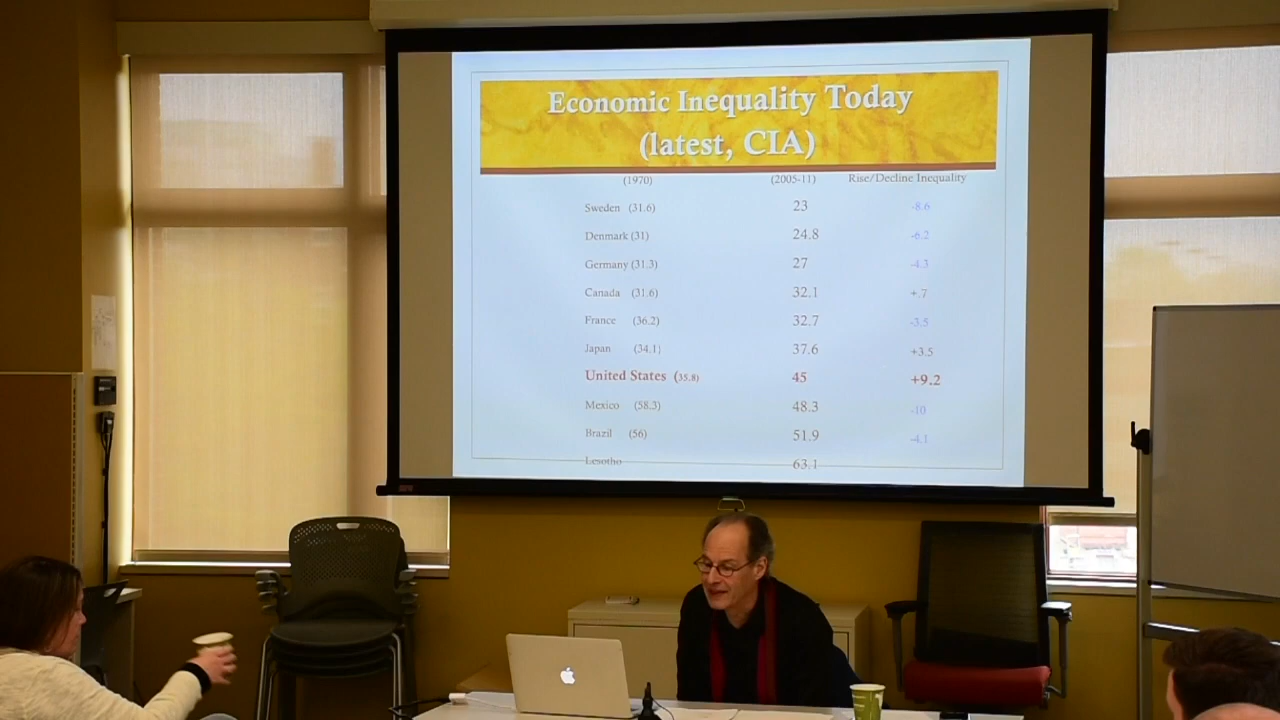 Economic Inequality Today
(latest, CIA)
(1970) (2005-11) Rise/Decline Inequality
Sweden (31.6) 23 -8.6
Denmark (31) 24.8 -6.2
Germany (31.3) 27 -4.3
Canada (31.6) 32.1 +.7
France (36.2) 32.7 -3.5
Japan (34.1) 37.6 +3.5
United States (35.8) 45 +9.2
Mexico (58.3) 48.3 -10
Brazil (56) 51.9 -4.1
Lesotho 63.1